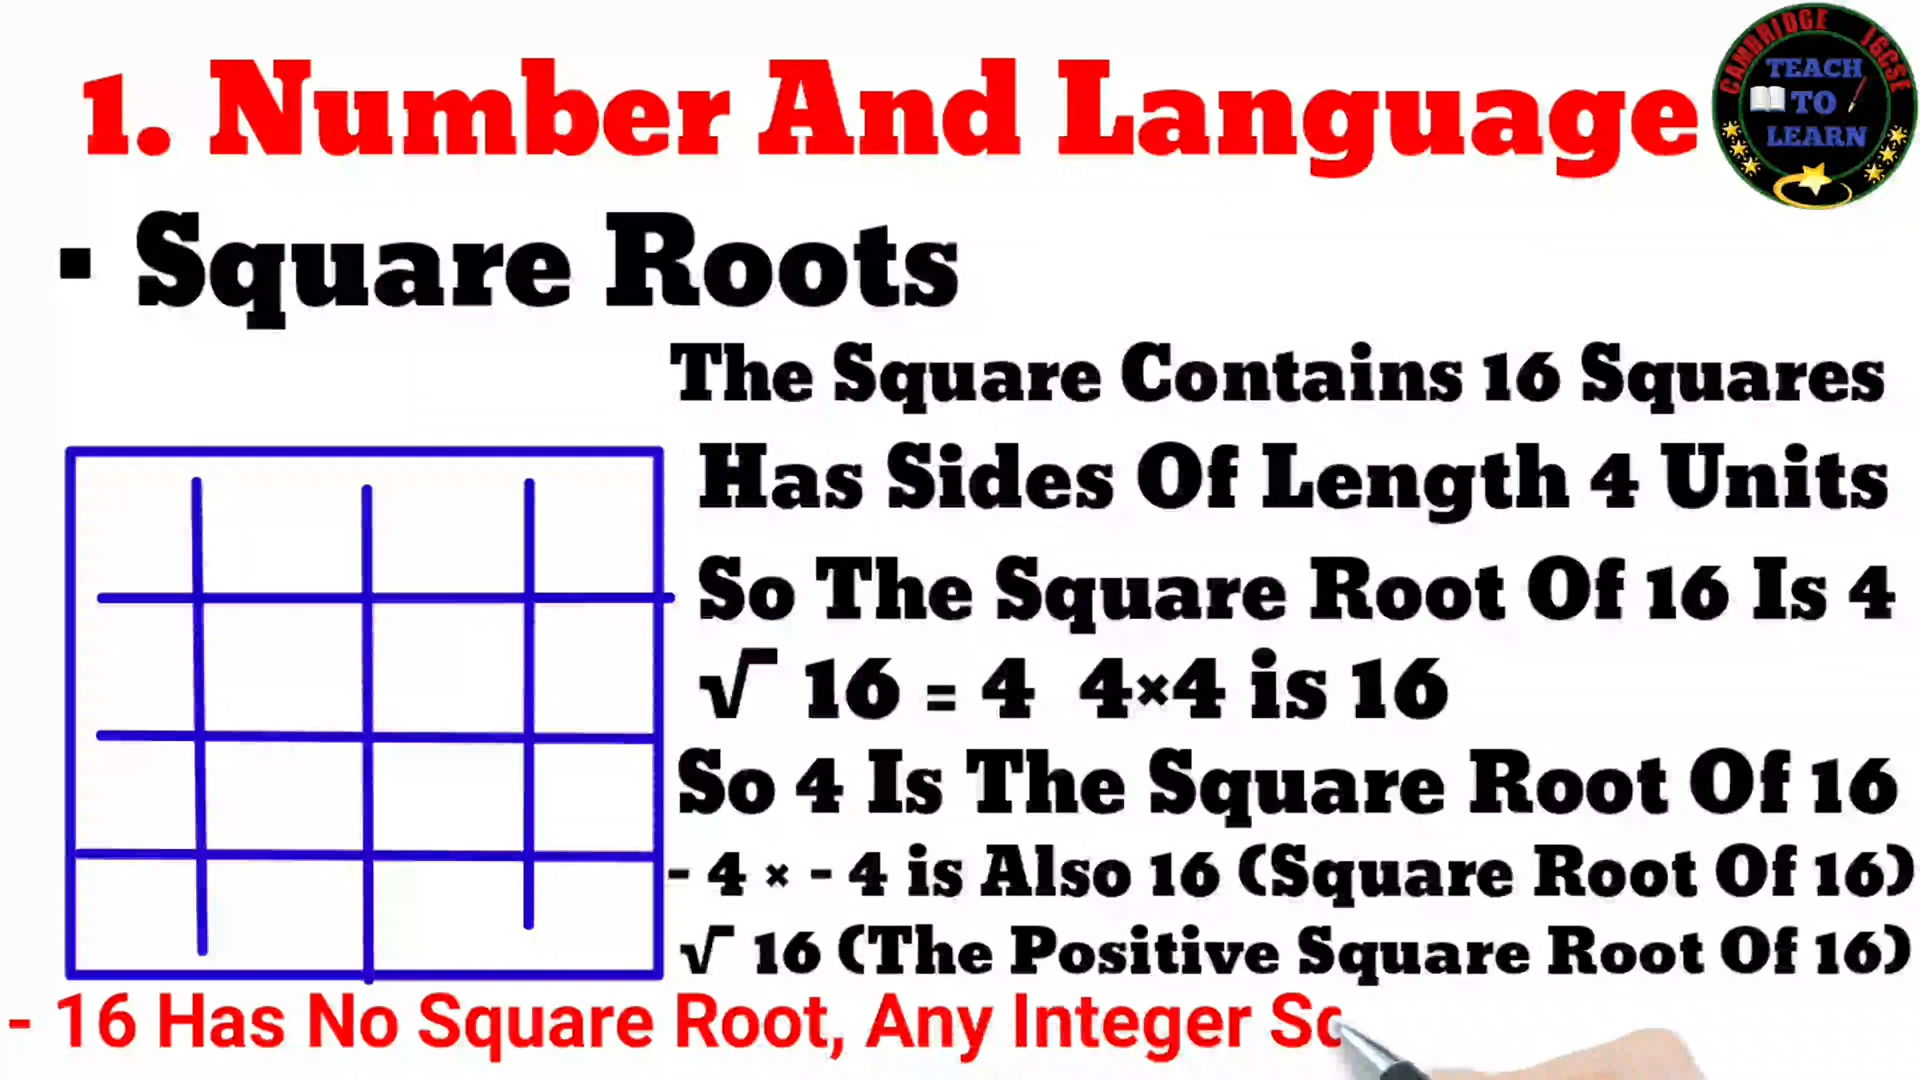 1. Number And Language
CAMBRIDGE IGCSE
TEACH
TO
LEARN
▪ Square Roots
The Square Contains 16 Squares
Has Sides Of Length 4 Units
So The Square Root Of 16 Is 4
√ 16 = 4 4×4 is 16
So 4 Is The Square Root Of 16
- 4 × - 4 is Also 16 (Square Root Of 16)
√ 16 (The Positive Square Root Of 16)
- 16 Has No Square Root, Any Integer